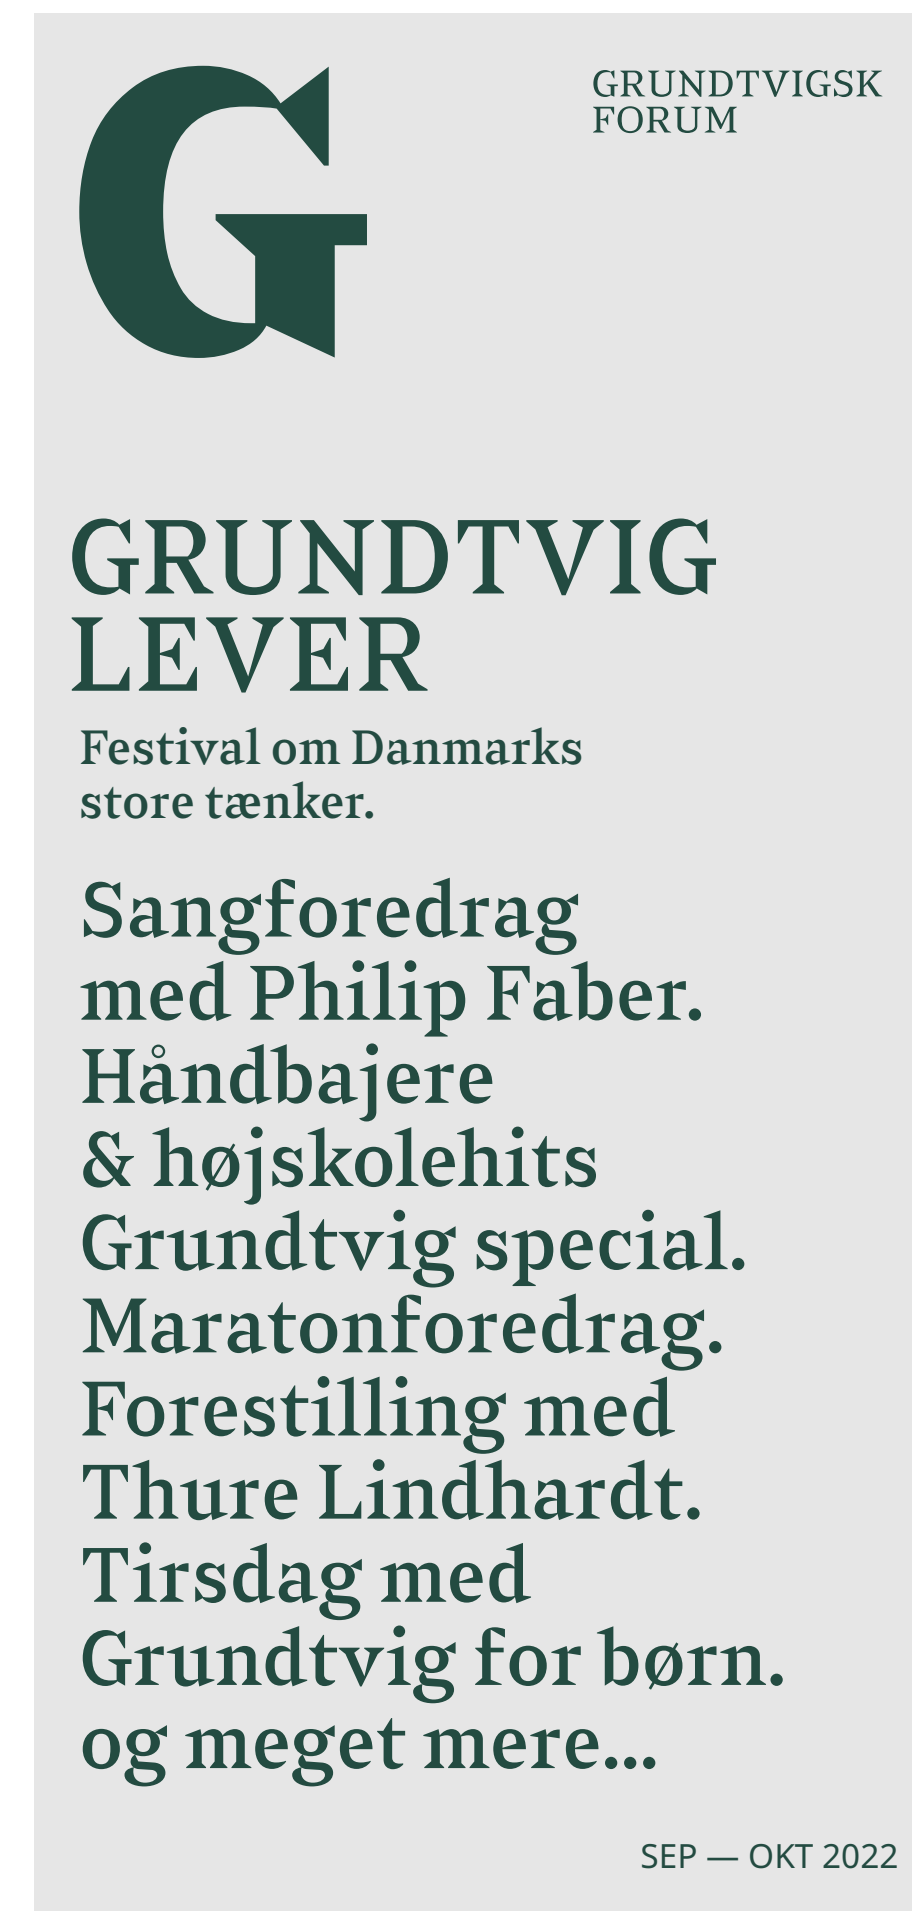 G
GRUNDTVIGSK
FORUM
GRUNDTVIG
LEVER
Festival om Danmarks
store tænker.
Sangforedrag
med Philip Faber.
Håndbajere
& højskolehits
Grundtvig special.
Maratonforedrag.
Forestilling med
Thure Lindhardt.
Tirsdag med
Grundtvig for børn.
og meget mere...
SEP — OKT 2022